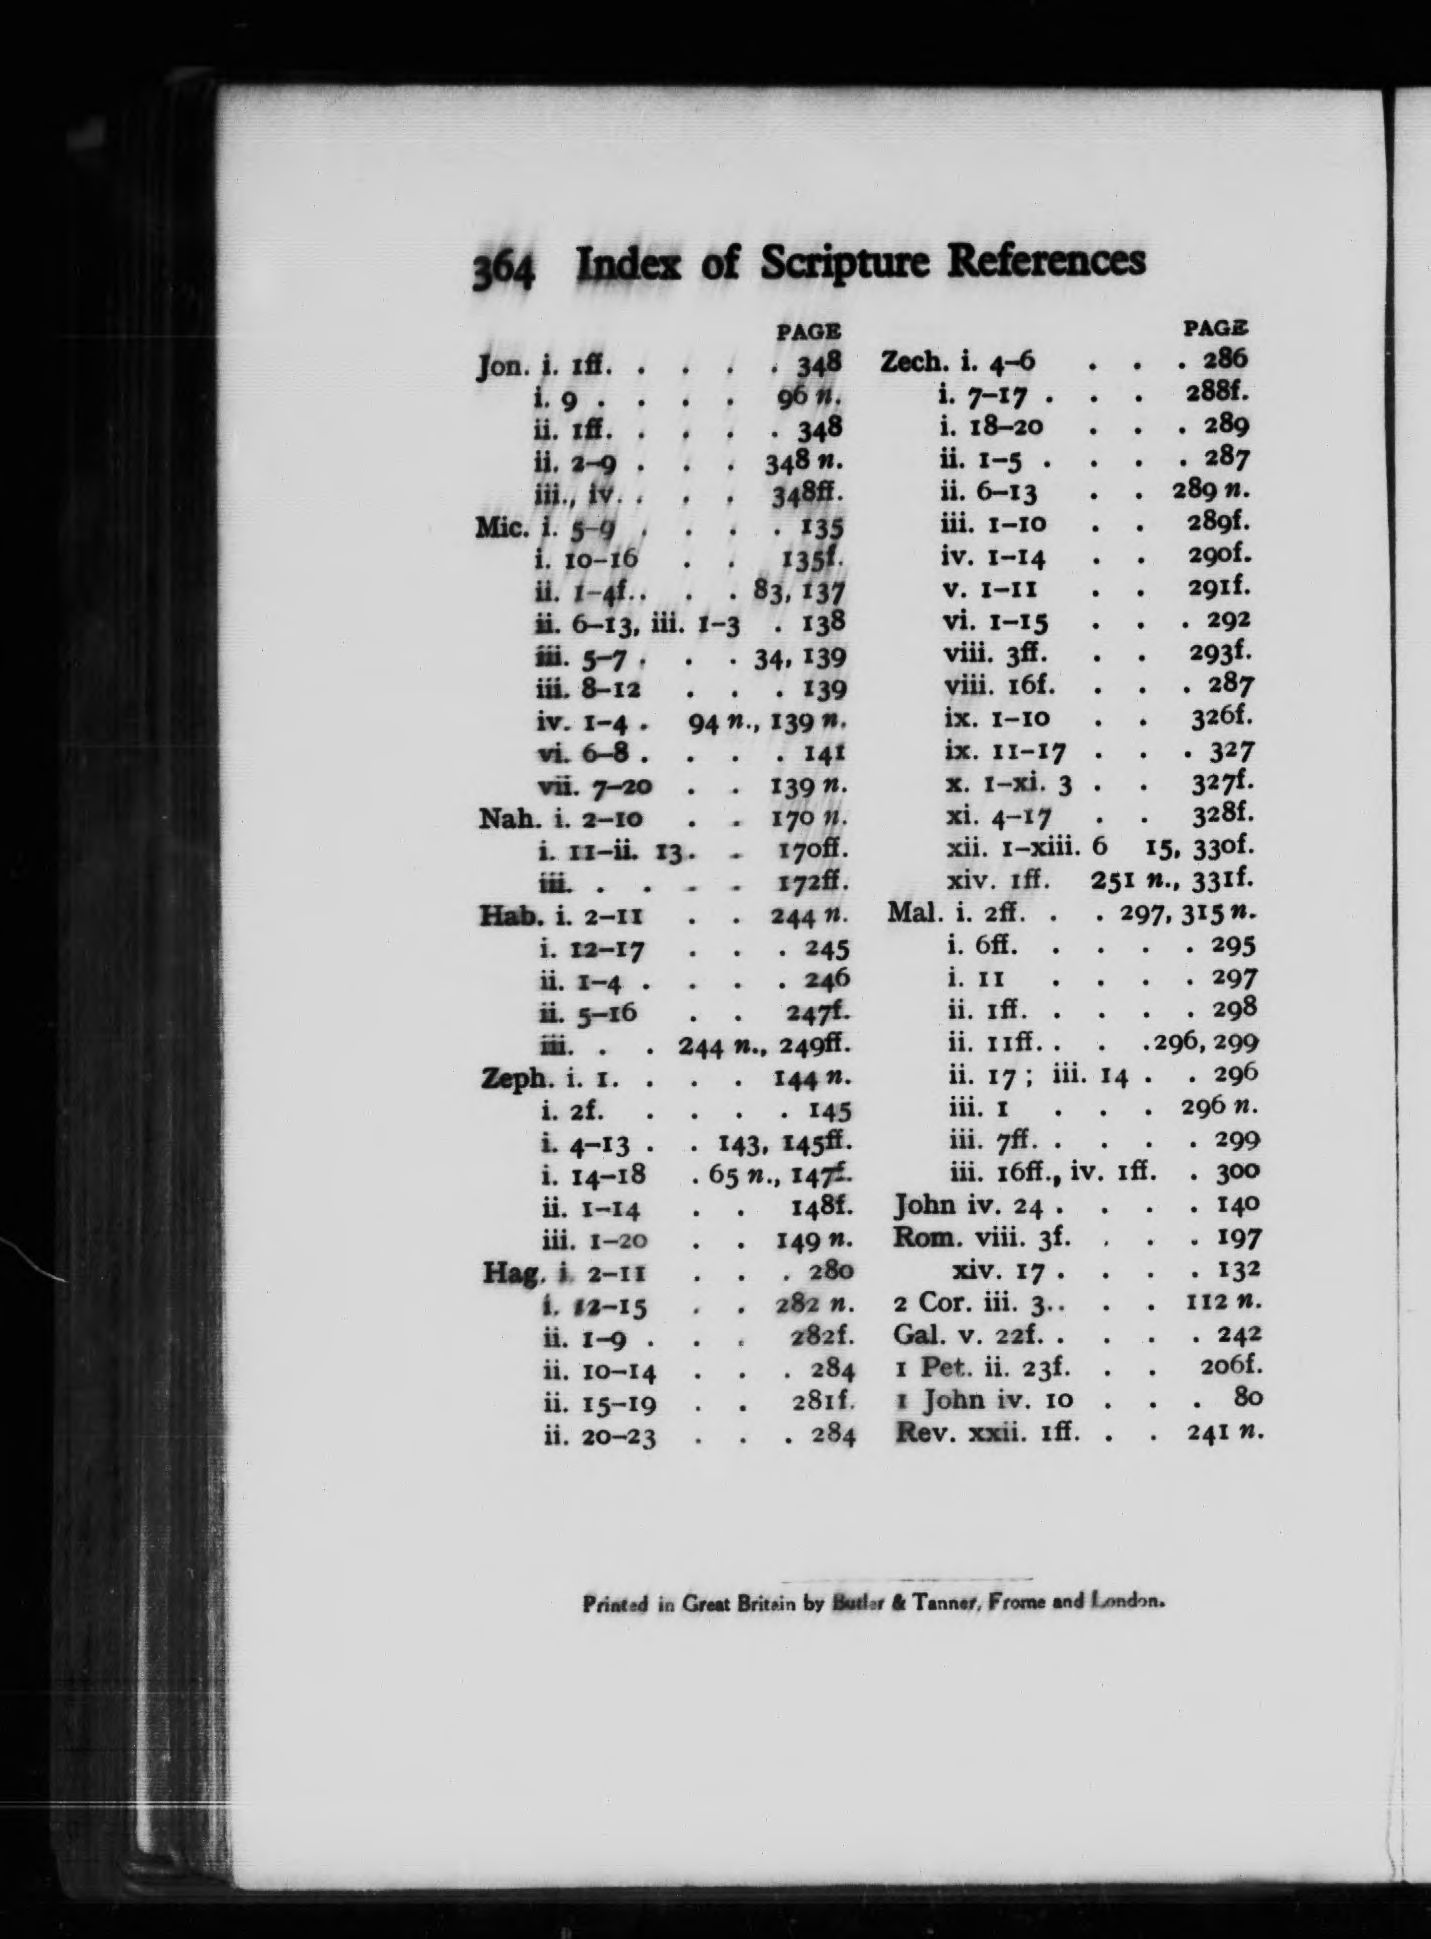 364 Index of Scripture References
PAGE
Jon. i. 1ff. . . . . . 348
i. 9 . . . . 96 n.
ii. 1ff. . . . . . 348
ii. 2–9 . . . 348 n.
iii., iv. . . . 348ff.
Mic. i. 5–9 . . . . . 135
i. 10–16 . . 135f.
ii. 1–4f. . . . 83, 137
ii. 6–13, iii. 1–3 . 138
iii. 5–7 . . . 34, 139
iii. 8–12 . . . 139
iv. 1–4 . 94 n., 139 n.
vi. 6–8 . . . . . 141
vii. 7–20 . . 139 n.
Nah. i. 2–10 . . 170 n.
i. 11–ii. 13 . . 170ff.
iii. . . . . . 172ff.
Hab. i. 2–11 . . 244 n.
i. 12–17 . . . 245
ii. 1–4 . . . . . 246
ii. 5–16 . . 247f.
iii. . . 244 n., 249ff.
Zeph. i. 1. . . . . 144 n.
i. 2f. . . . . . 145
i. 4–13 . . 143, 145ff.
i. 14–18 . 65 n., 147f.
ii. 1–14 . . 148f.
iii. 1–20 . . 149 n.
Hag. i. 2–11 . . . 280
i. 12–15 . . 282 n.
ii. 1–9 . . . 282f.
ii. 10–14 . . . 284
ii. 15–19 . . 281f.
ii. 20–23 . . . 284
PAGE
Zech. i. 4–6 . . . 286
i. 7–17 . . . 288f.
i. 18–20 . . . 289
ii. 1–5 . . . . . 287
ii. 6–13 . . 289 n.
iii. 1–10 . . 289f.
iv. 1–14 . . 290f.
v. 1–11 . . 291f.
vi. 1–15 . . . 292
viii. 3ff. . . 293f.
viii. 16f. . . . 287
ix. 1–10 . . 326f.
ix. 11–17 . . . 327
x. 1–xi. 3 . . 327f.
xi. 4–17 . . 328f.
xii. 1–xiii. 6 15, 330f.
xiv. 1ff. 251 n., 331f.
Mal. i. 2ff. . . 297, 315 n.
i. 6ff. . . . . 295
i. 11 . . . . 297
ii. 1ff. . . . . 298
ii. 11ff. . . . 296, 299
ii. 17 ; iii. 14 . . 296
iii. 1 . . . 296 n.
iii. 7ff. . . . . 299
iii. 16ff., iv. 1ff. . 300
John iv. 24 . . . . 140
Rom. viii. 3f. . . . 197
xiv. 17 . . . . 132
2 Cor. iii. 3. . . . 112 n.
Gal. v. 22f. . . . . 242
1 Pet. ii. 23f. . . 206f.
1 John iv. 10 . . . 80
Rev. xxii. 1ff. . . 241 n.
Printed in Great Britain by Butler & Tanner, Frome and London.